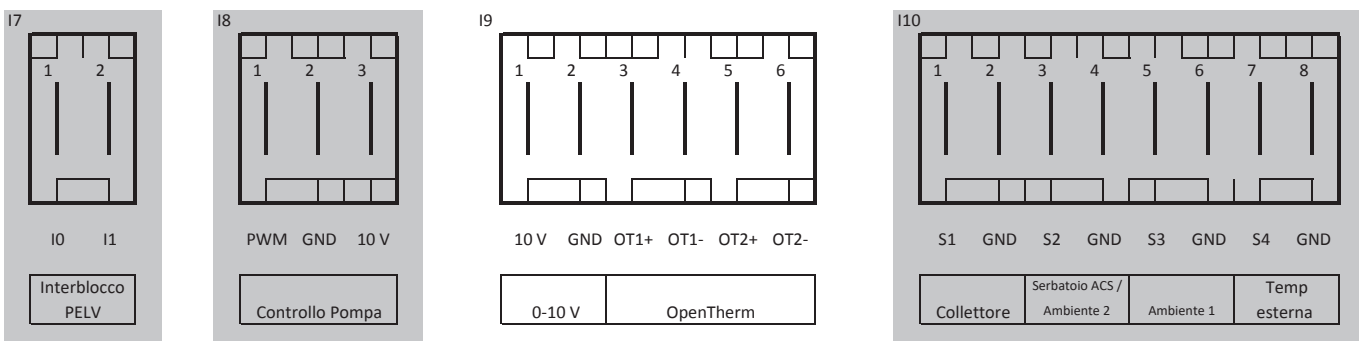 I7
1 2
I0 I1
Interblocco
PELV
I8
1 2 3
PWM GND 10 V
Controllo Pompa
I9
1 2 3 4 5 6
10 V GND OT1+ OT1- OT2+ OT2-
0-10 V OpenTherm
I10
1 2 3 4 5 6 7 8
S1 GND S2 GND S3 GND S4 GND
Collettore
Serbatoio ACS /
Ambiente 2
Ambiente 1
Temp
esterna